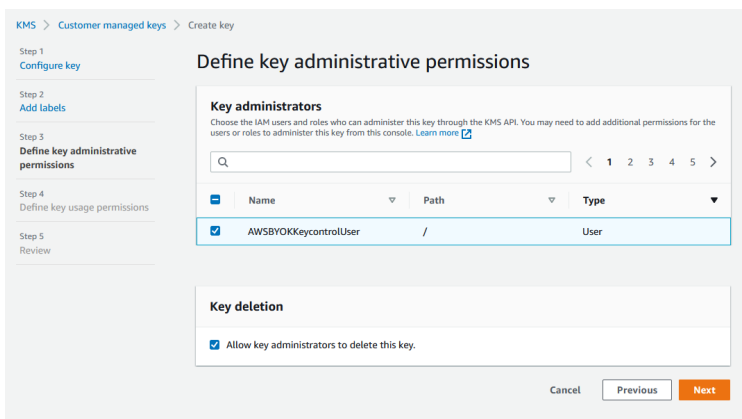 KMS > Customer managed keys > Create key
Step 1
Configure key
Step 2
Add labels
Step 3
Define key administrative
permissions
Step 4
Define key usage permissions
Step 5
Review
Define key administrative permissions
Key administrators
Choose the IAM users and roles who can administer this key through the KMS API. You may need to add additional permissions for the
users or roles to administer this key from this console. Learn more
< 1 2 3 4 5 >
Name Path Type
AWSBYOKKeycontrolUser / User
Key deletion
Allow key administrators to delete this key.
Cancel Previous Next